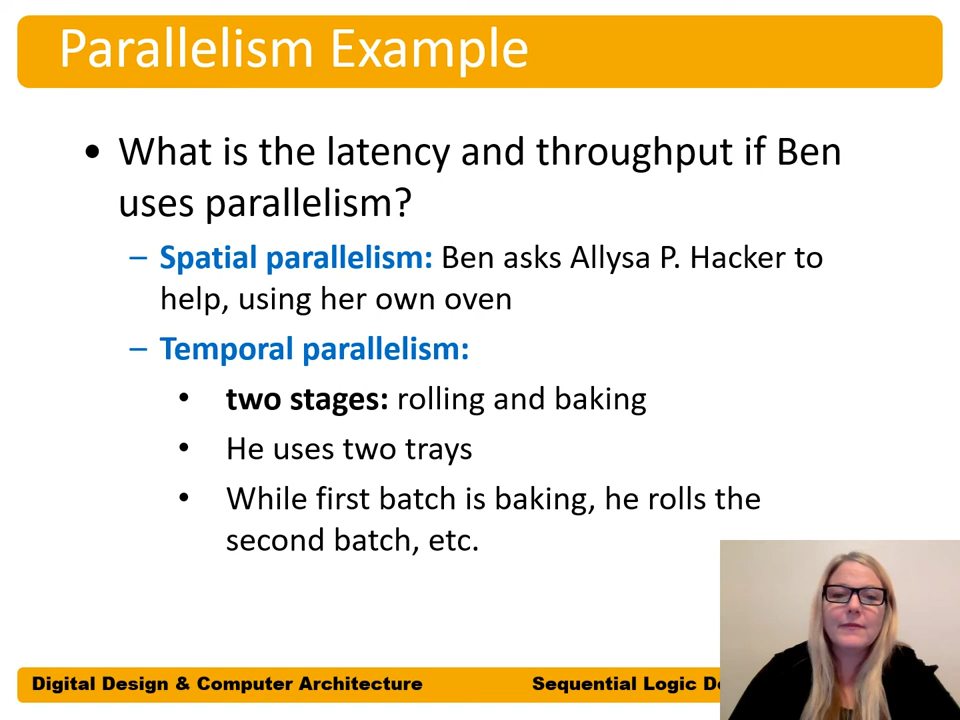 Parallelism Example
• What is the latency and throughput if Ben
uses parallelism?
– Spatial parallelism: Ben asks Allysa P. Hacker to
help, using her own oven
– Temporal parallelism:
• two stages: rolling and baking
• He uses two trays
• While first batch is baking, he rolls the
second batch, etc.
Digital Design & Computer Architecture
Sequential Logic